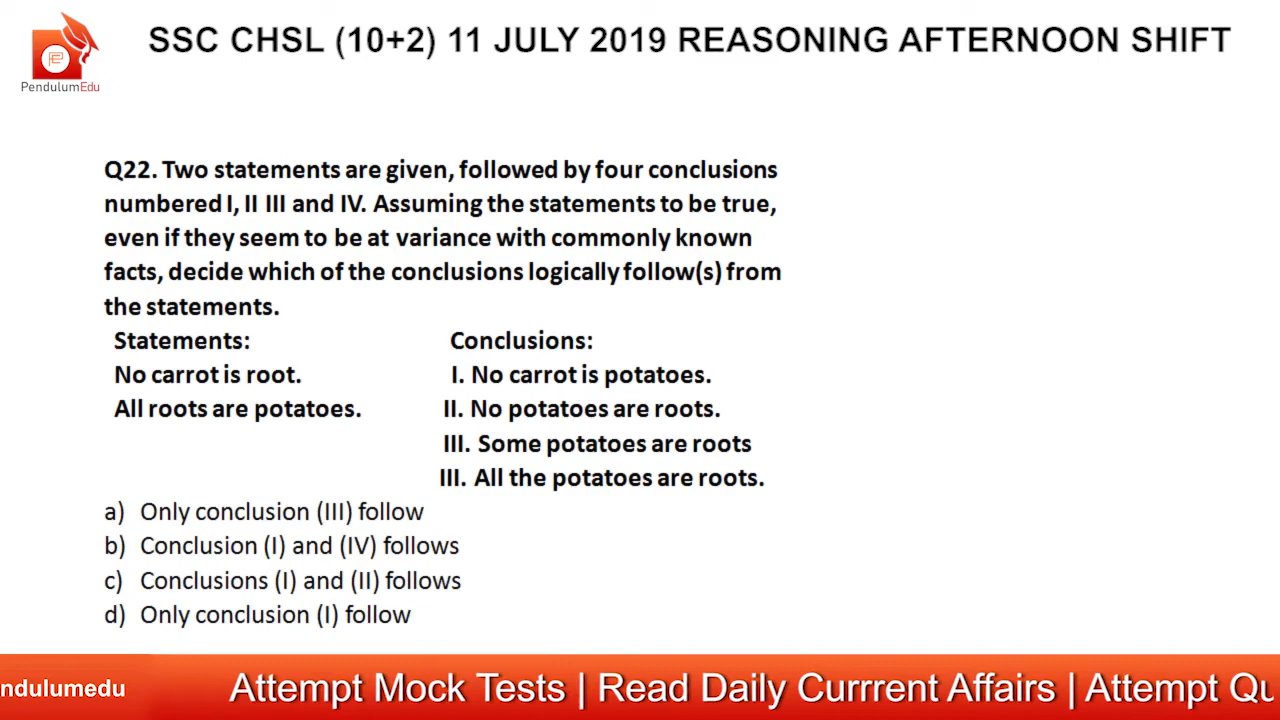 SSC CHSL (10+2) 11 JULY 2019 REASONING AFTERNOON SHIFT
PendulumEdu
Q22. Two statements are given, followed by four conclusions
numbered I, II III and IV. Assuming the statements to be true,
even if they seem to be at variance with commonly known
facts, decide which of the conclusions logically follow(s) from
the statements.
Statements: Conclusions:
No carrot is root. I. No carrot is potatoes.
All roots are potatoes. II. No potatoes are roots.
III. Some potatoes are roots
III. All the potatoes are roots.
a) Only conclusion (III) follow
b) Conclusion (I) and (IV) follows
c) Conclusions (I) and (II) follows
d) Only conclusion (I) follow
ndulumedu Attempt Mock Tests | Read Daily Currrent Affairs | Attempt Qu